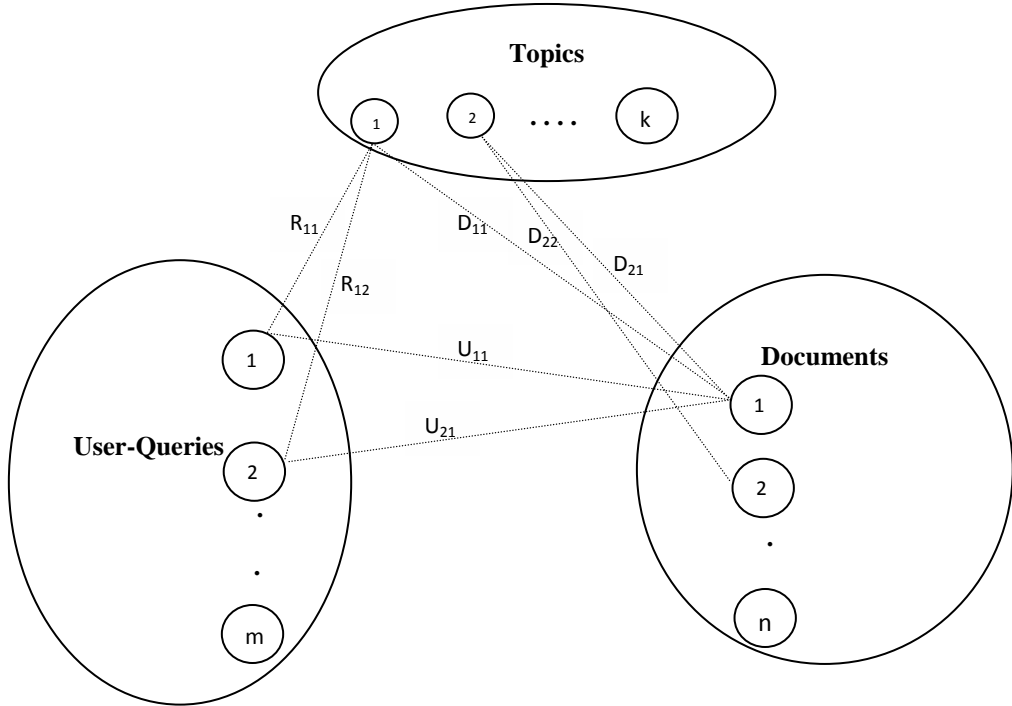 Topics
1 2 .... k
R₁₁ D₁₁ D₂₂
D₂₁
R₁₂
1 U₁₁ Documents
1
U₂₁
User-Queries 2
2
.
.
.
m n